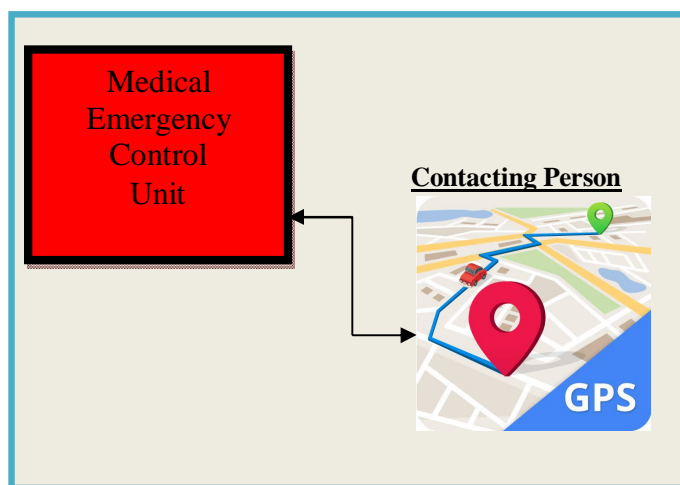 Medical
Emergency
Control
Unit
Contacting Person
GPS